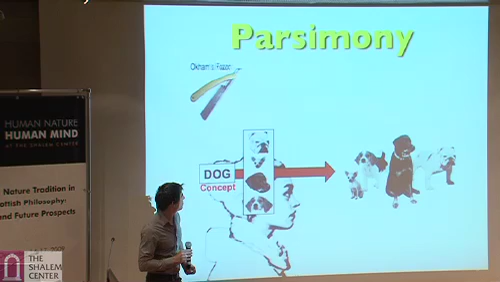 Parsimony
Okham's Razor
DOG
Concept
HUMAN NATURE
HUMAN MIND
AT THE SHALEM CENTER
Nature Tradition in
ottish Philosophy:
and Future Prospects
THE
SHALEM
CENTER